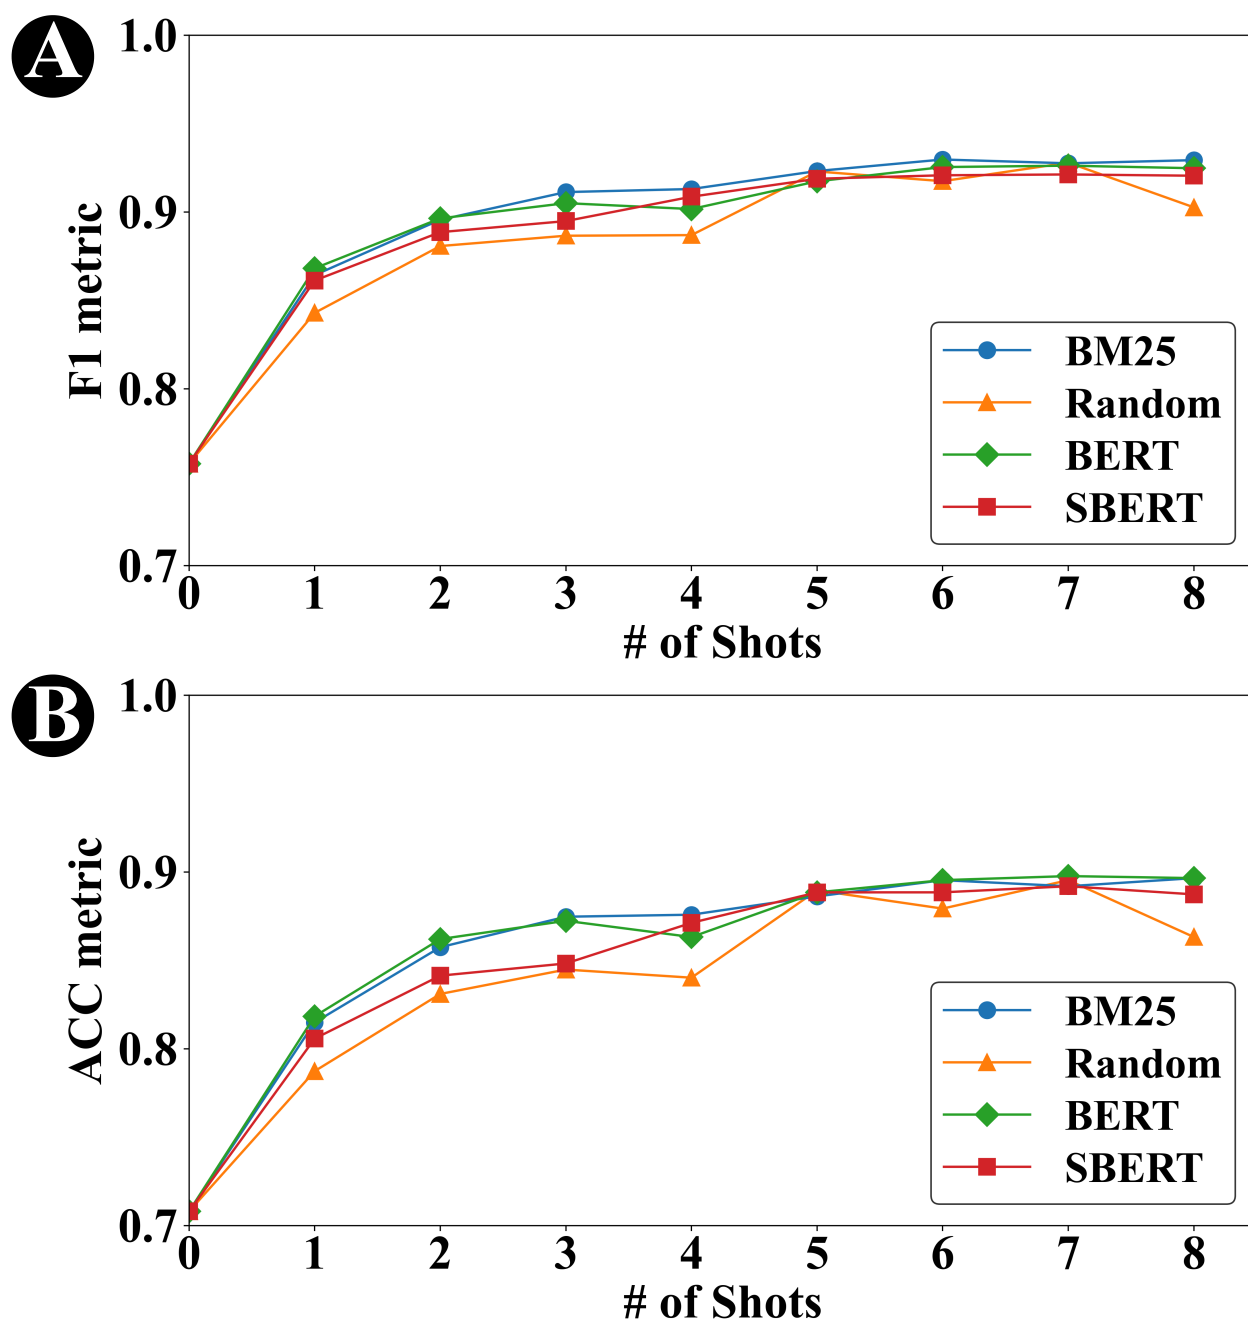 A
1.0
0.9
0.8
0.7
F1 metric
BM25
Random
BERT
SBERT
0 1 2 3 4 5 6 7 8
# of Shots
B
1.0
0.9
0.8
0.7
ACC metric
BM25
Random
BERT
SBERT
0 1 2 3 4 5 6 7 8
# of Shots